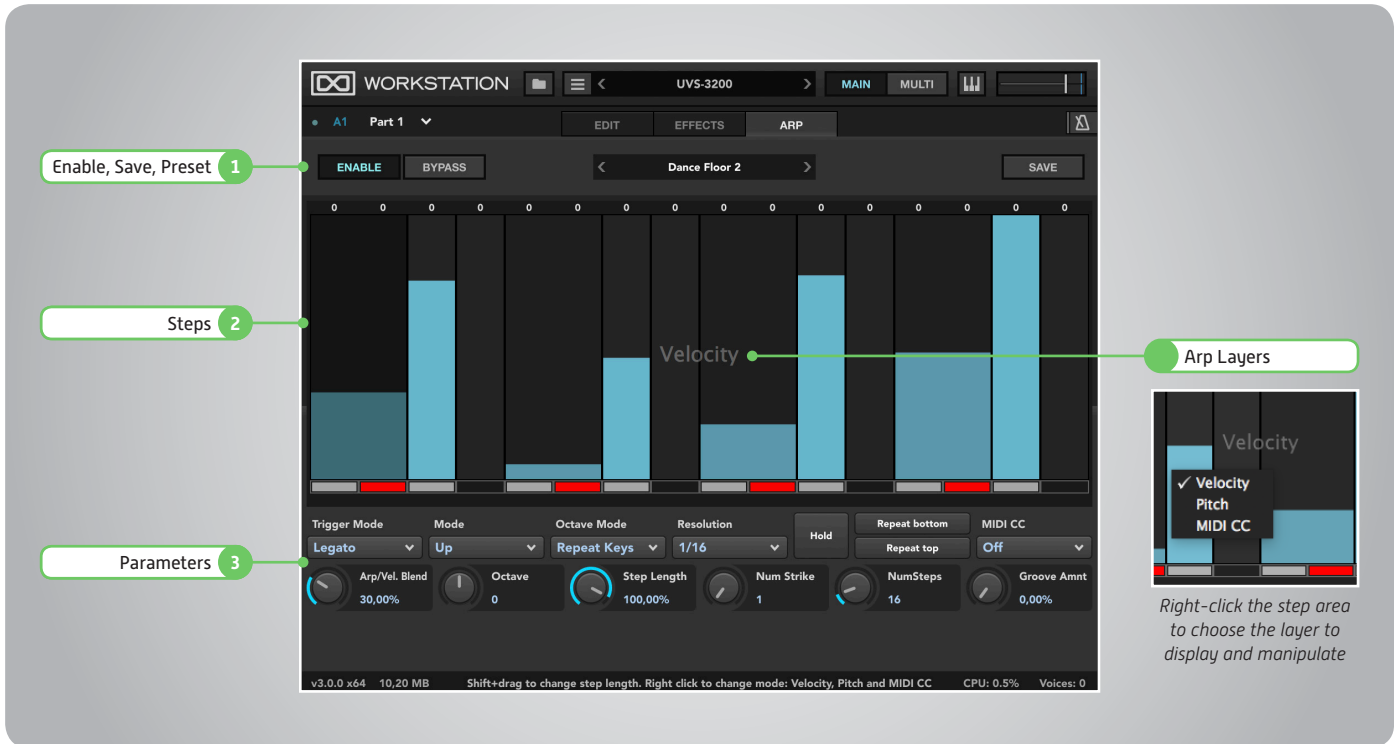 WORKSTATION UVS-3200 MAIN MULTI
A1 Part 1 EDIT EFFECTS ARP
Enable, Save, Preset 1
ENABLE BYPASS Dance Floor 2 SAVE
0 0 0 0 0 0 0 0 0 0 0 0 0 0 0 0
Steps 2
Velocity
Arp Layers
Velocity
✓ Velocity
Pitch
MIDI CC
Right-click the step area
to choose the layer to
display and manipulate
Parameters 3
Trigger Mode Mode Octave Mode Resolution Hold Repeat bottom MIDI CC
Legato Up Repeat Keys 1/16 Repeat top Off
Arp/Vel. Blend Octave Step Length Num Strike NumSteps Groove Amnt
30,00% 0 100,00% 1 16 0,00%
v3.0.0 x64 10,20 MB Shift+drag to change step length. Right click to change mode: Velocity, Pitch and MIDI CC CPU: 0.5% Voices: 0